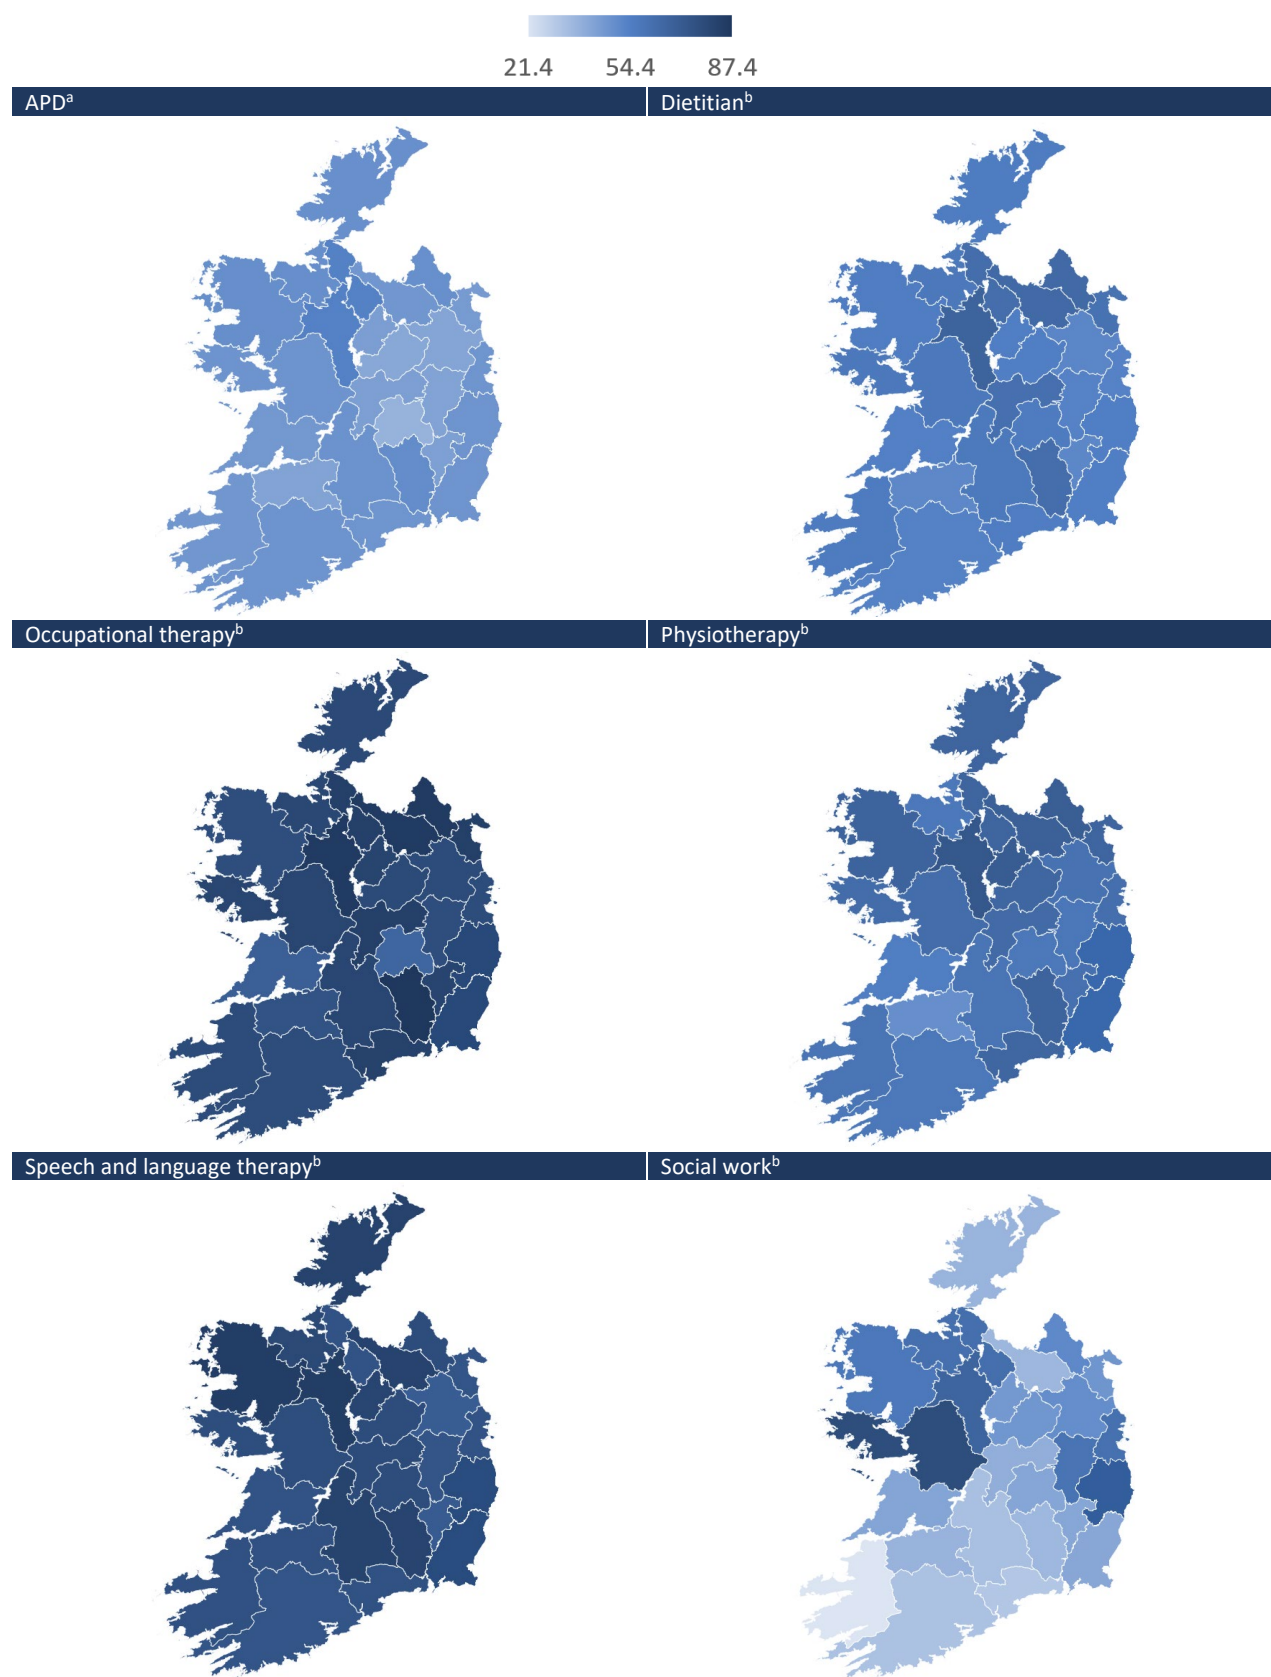 21.4 54.4 87.4
APDᵃ Dietitianᵇ
Occupational therapyᵇ Physiotherapyᵇ
Speech and language therapyᵇ Social workᵇ